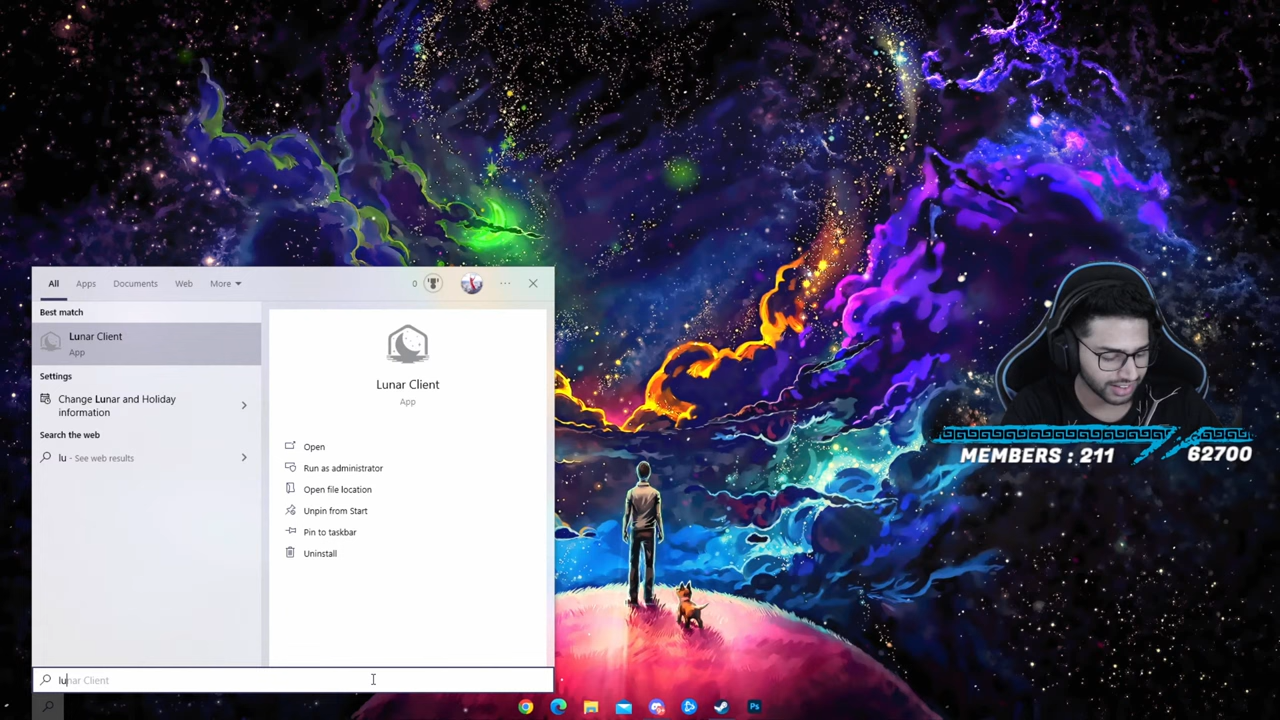 All Apps Documents Web More 0 ...
Best match
Lunar Client
App
Settings
Change Lunar and Holiday
information
Search the web
lu - See web results
Lunar Client
App
Open
Run as administrator
Open file location
Unpin from Start
Pin to taskbar
Uninstall
lunar Client
MEMBERS : 211
62700
Ps